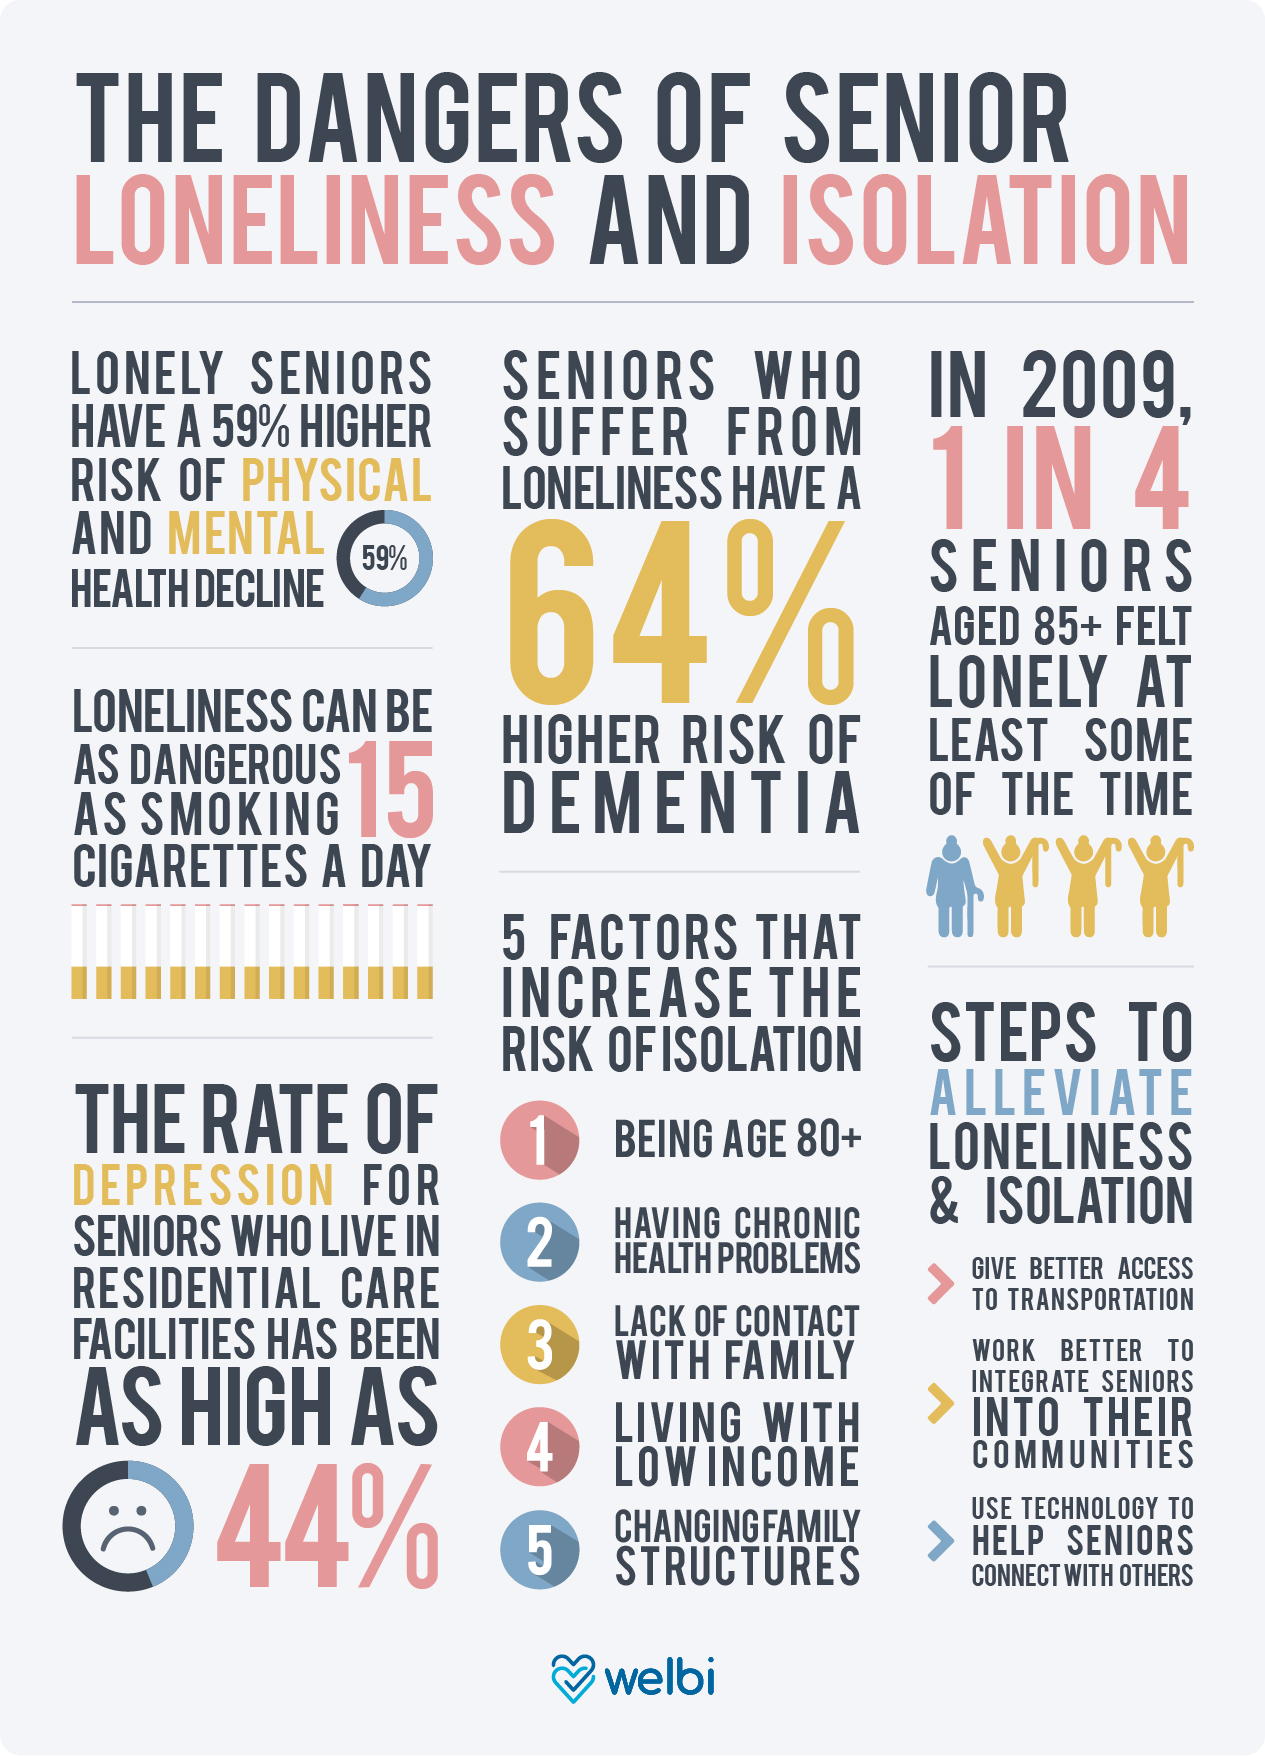 THE DANGERS OF SENIOR
LONELINESS AND ISOLATION
LONELY SENIORS
HAVE A 59% HIGHER
RISK OF PHYSICAL
AND MENTAL
HEALTH DECLINE
59%
LONELINESS CAN BE
AS DANGEROUS
AS SMOKING 15
CIGARETTES A DAY
THE RATE OF
DEPRESSION FOR
SENIORS WHO LIVE IN
RESIDENTIAL CARE
FACILITIES HAS BEEN
AS HIGH AS
44%
SENIORS WHO
SUFFER FROM
LONELINESS HAVE A
64%
HIGHER RISK OF
DEMENTIA
5 FACTORS THAT
INCREASE THE
RISK OF ISOLATION
1 BEING AGE 80+
2 HAVING CHRONIC
HEALTH PROBLEMS
3 LACK OF CONTACT
WITH FAMILY
4 LIVING WITH
LOW INCOME
5 CHANGING FAMILY
STRUCTURES
IN 2009,
1 IN 4
SENIORS
AGED 85+ FELT
LONELY AT
LEAST SOME
OF THE TIME
STEPS TO
ALLEVIATE
LONELINESS
& ISOLATION
GIVE BETTER ACCESS
TO TRANSPORTATION
WORK BETTER TO
INTEGRATE SENIORS
INTO THEIR
COMMUNITIES
USE TECHNOLOGY TO
HELP SENIORS
CONNECT WITH OTHERS
welbi